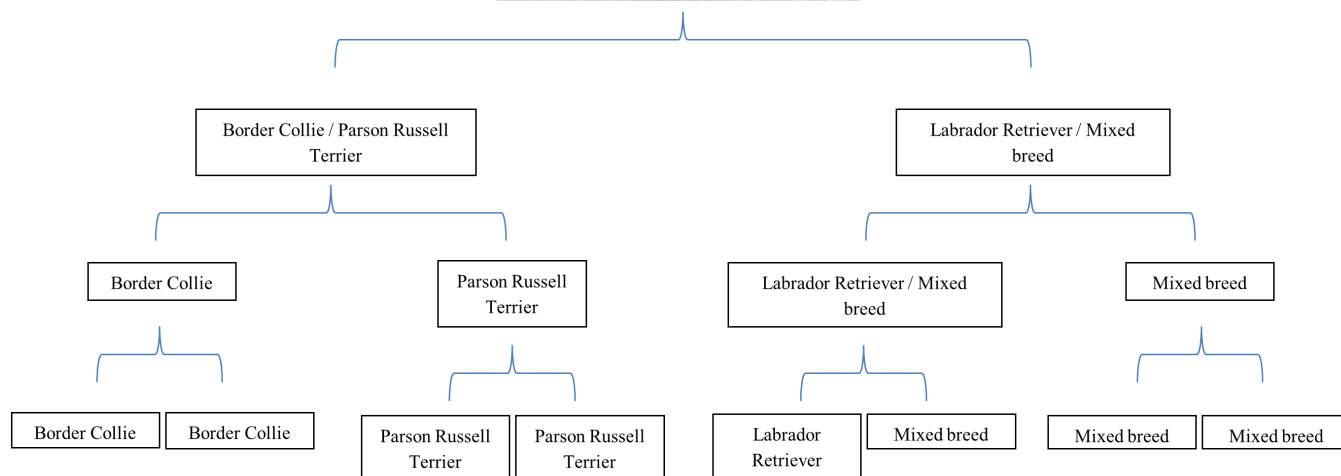 Border Collie / Parson Russell
Terrier
Labrador Retriever / Mixed
breed
Border Collie
Parson Russell
Terrier
Labrador Retriever / Mixed
breed
Mixed breed
Border Collie
Border Collie
Parson Russell
Terrier
Parson Russell
Terrier
Labrador
Retriever
Mixed breed
Mixed breed
Mixed breed